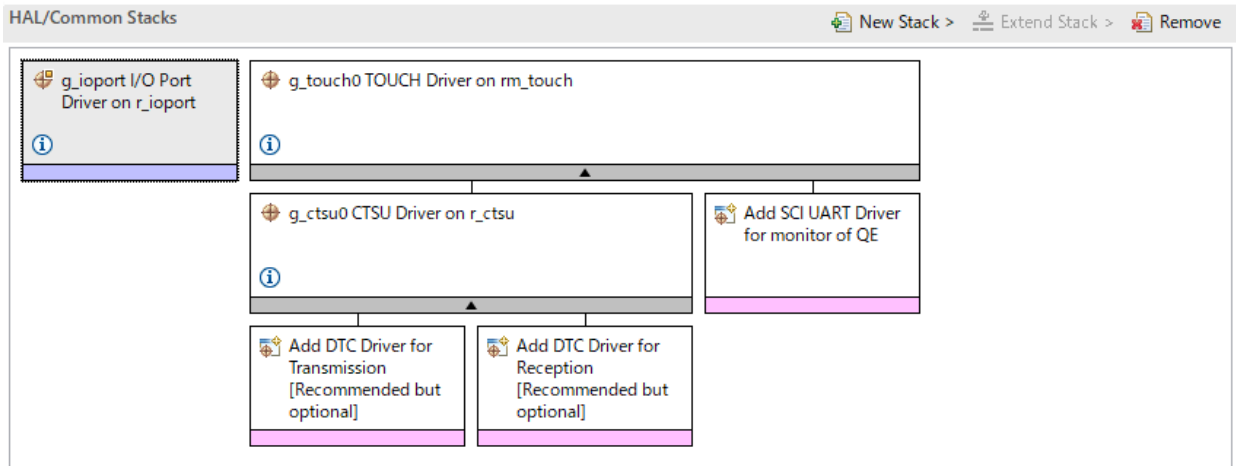 HAL/Common Stacks
New Stack >
Extend Stack >
Remove
g_ioport I/O Port
Driver on r_ioport
g_touch0 TOUCH Driver on rm_touch
g_ctsu0 CTSU Driver on r_ctsu
Add SCI UART Driver
for monitor of QE
Add DTC Driver for
Transmission
[Recommended but
optional]
Add DTC Driver for
Reception
[Recommended but
optional]